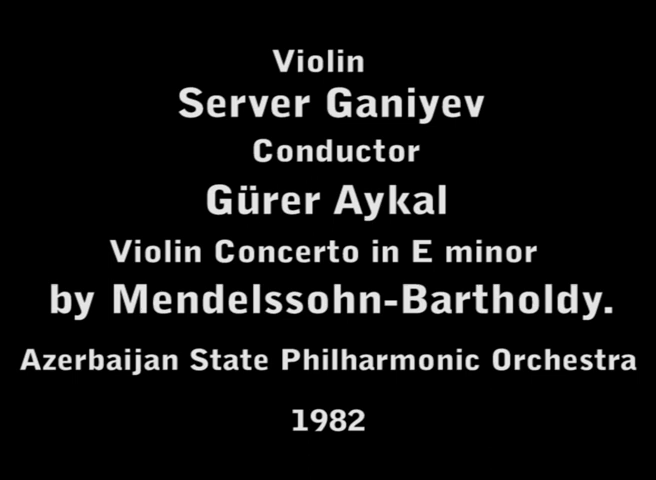 Violin
Server Ganiyev
Conductor
Gürer Aykal
Violin Concerto in E minor
by Mendelssohn-Bartholdy.
Azerbaijan State Philharmonic Orchestra
1982